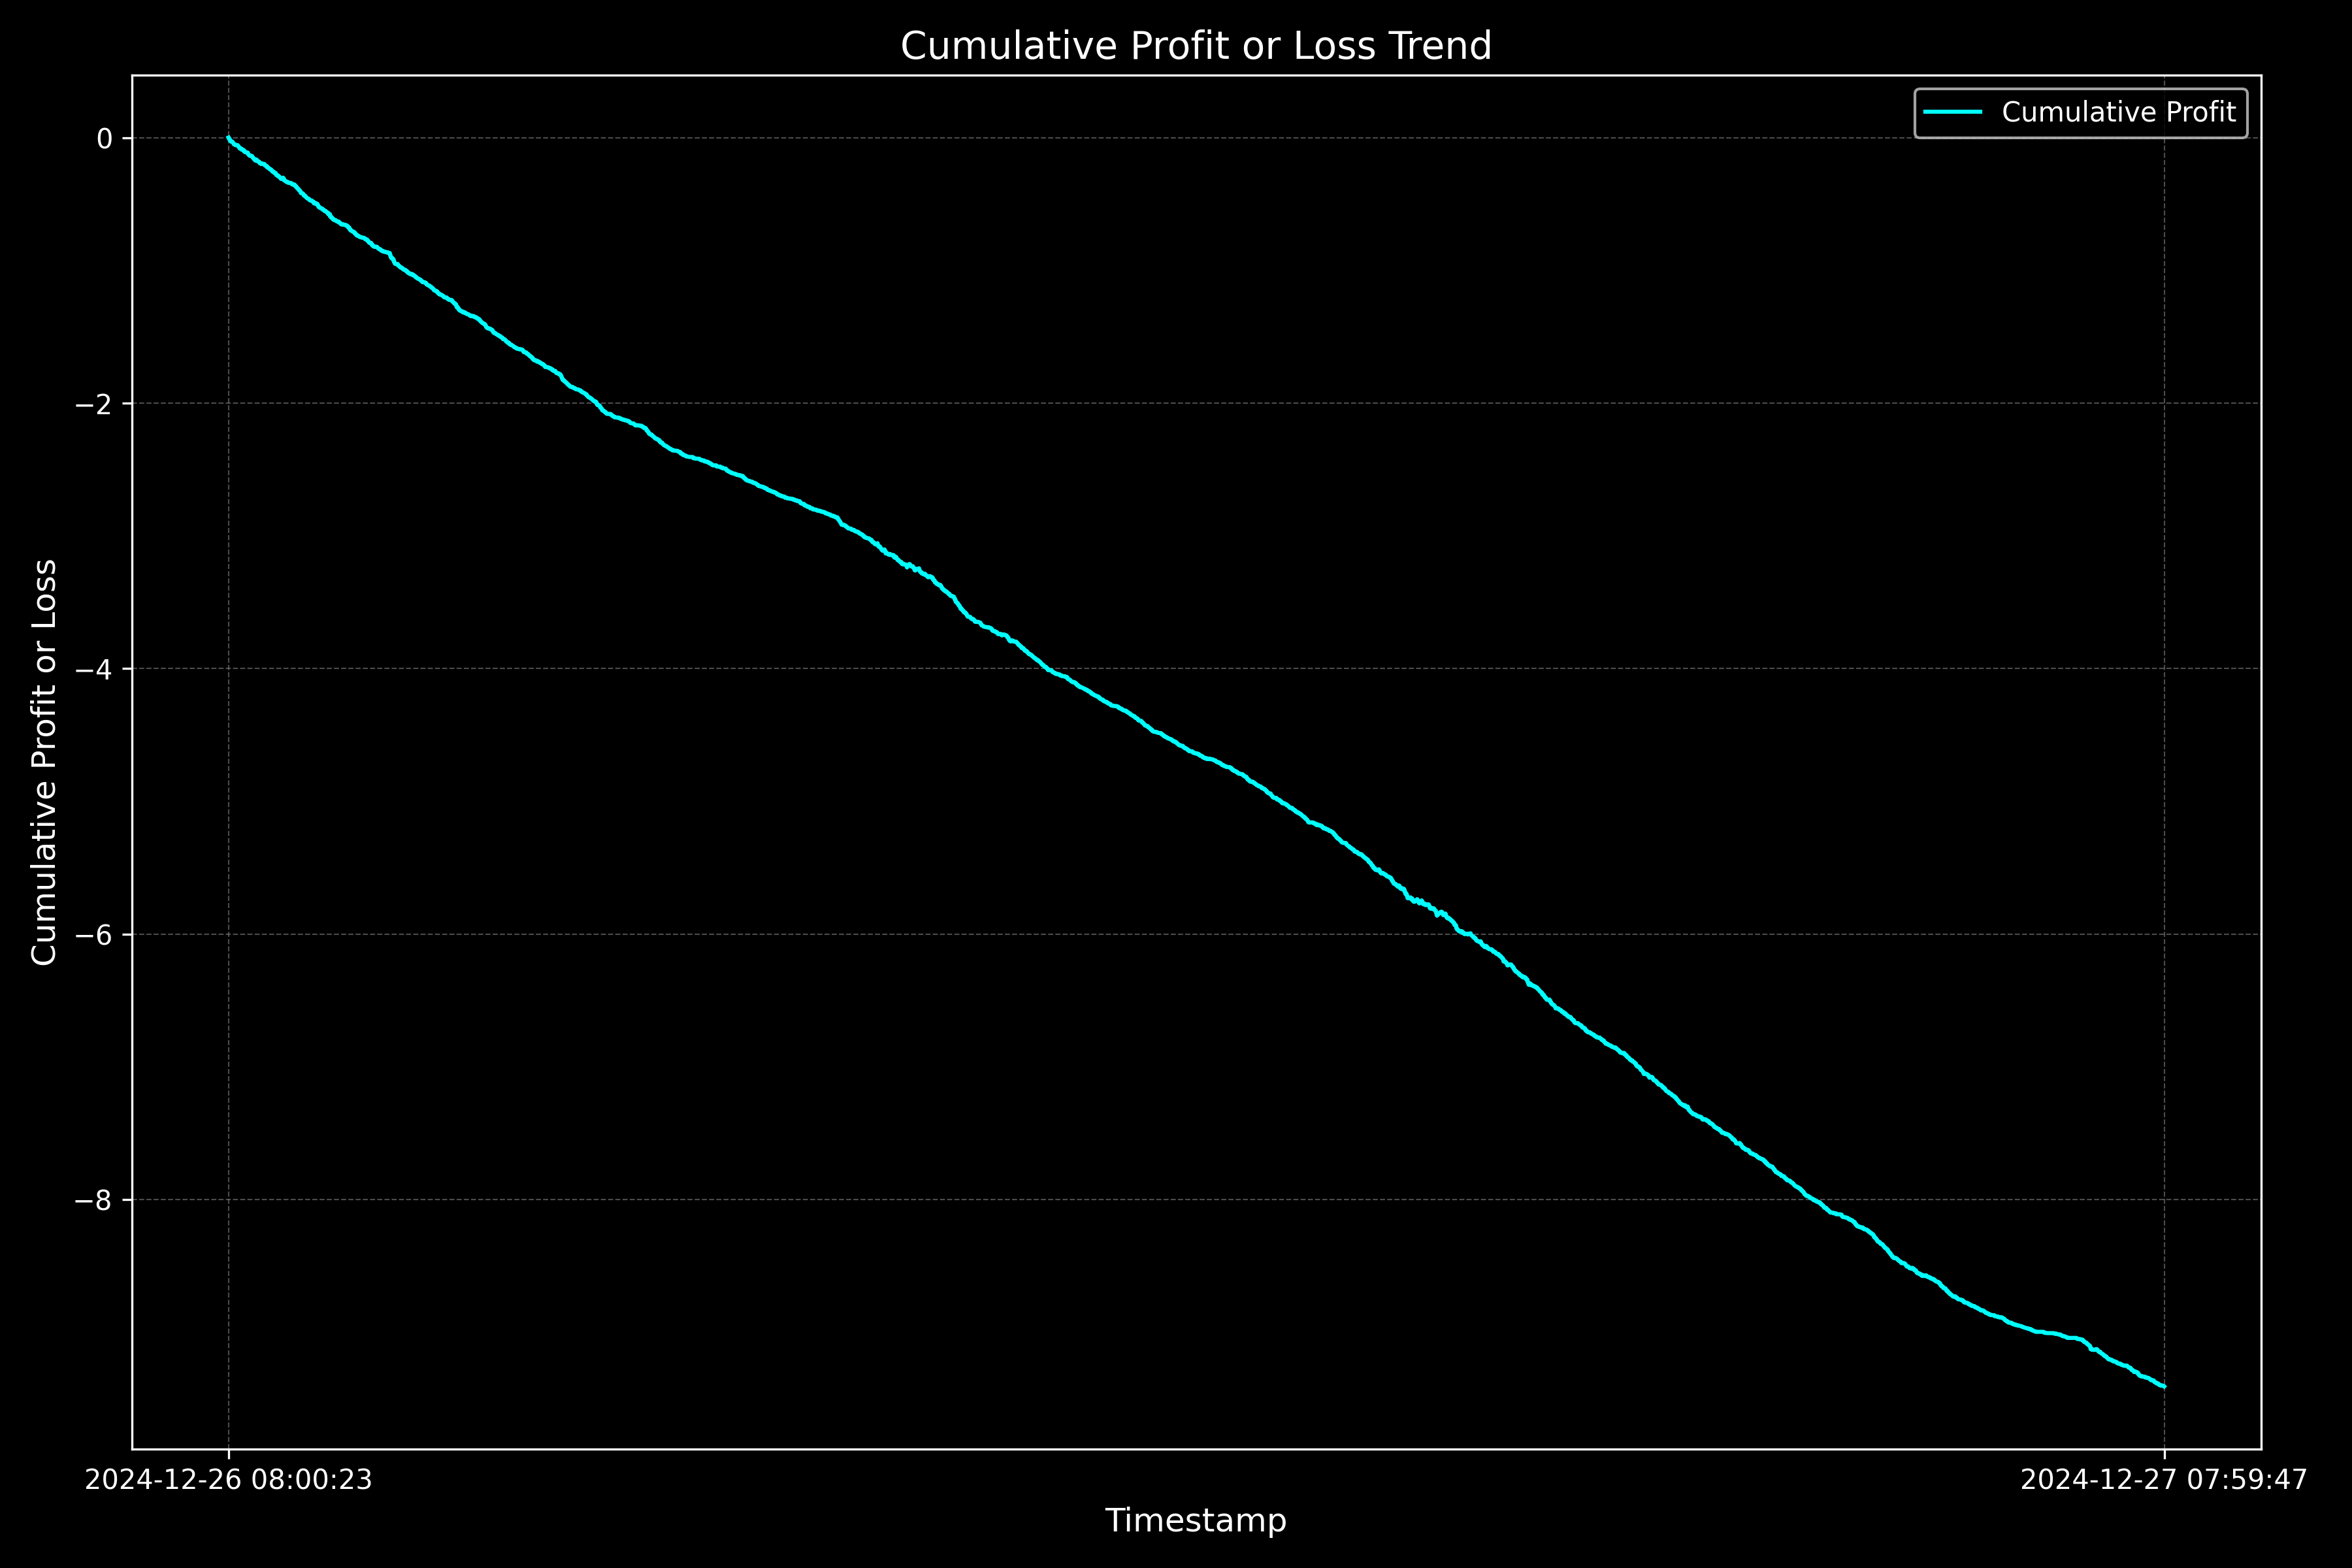 Cumulative Profit or Loss Trend
Cumulative Profit
0
−2
−4
−6
−8
Cumulative Profit or Loss
2024-12-26 08:00:23
2024-12-27 07:59:47
Timestamp